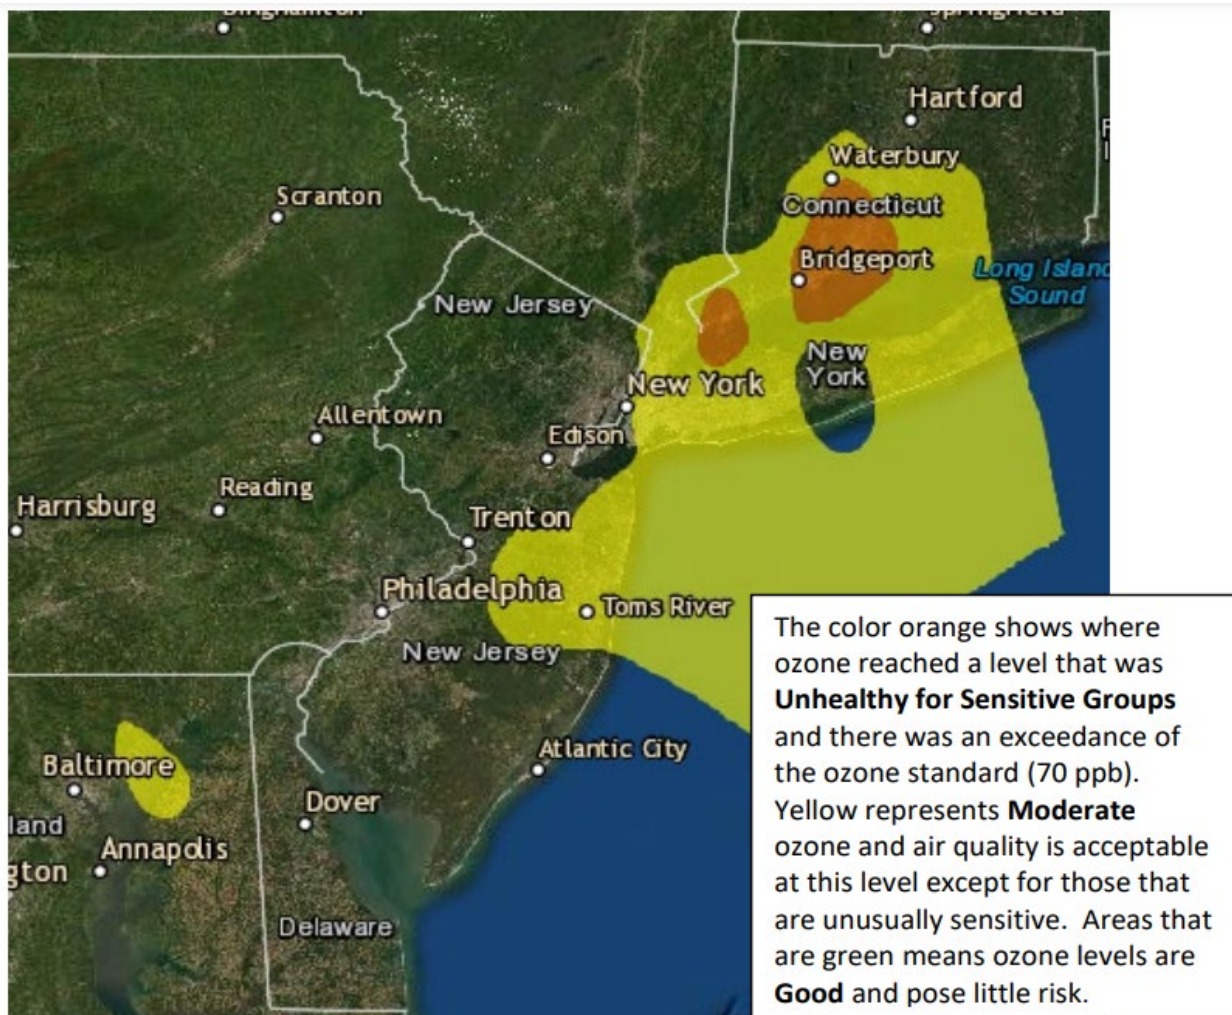 Binghamton
Springfield
Hartford
Waterbury
Scranton
Connecticut
Bridgeport
Long Island
Sound
New Jersey
New
York
New York
Allentown
Edison
Reading
Harrisburg
Trenton
Philadelphia
Toms River
New Jersey
Atlantic City
Baltimore
Dover
land
Annapolis
gton
Delaware
The color orange shows where
ozone reached a level that was
Unhealthy for Sensitive Groups
and there was an exceedance of
the ozone standard (70 ppb).
Yellow represents Moderate
ozone and air quality is acceptable
at this level except for those that
are unusually sensitive.  Areas that
are green means ozone levels are
Good and pose little risk.